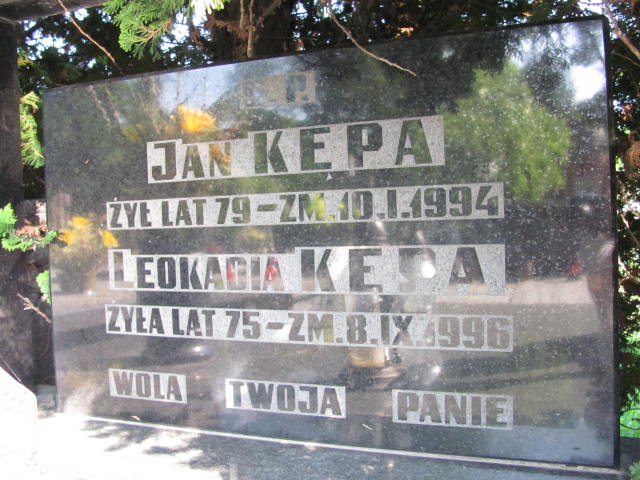 Ś.P.
JAN KĘPA
ŻYŁ LAT 79-ZM.10.I.1994
LEOKADIA KĘPA
ŻYŁA LAT 75-ZM.8.IX.1996
WOLA TWOJA PANIE